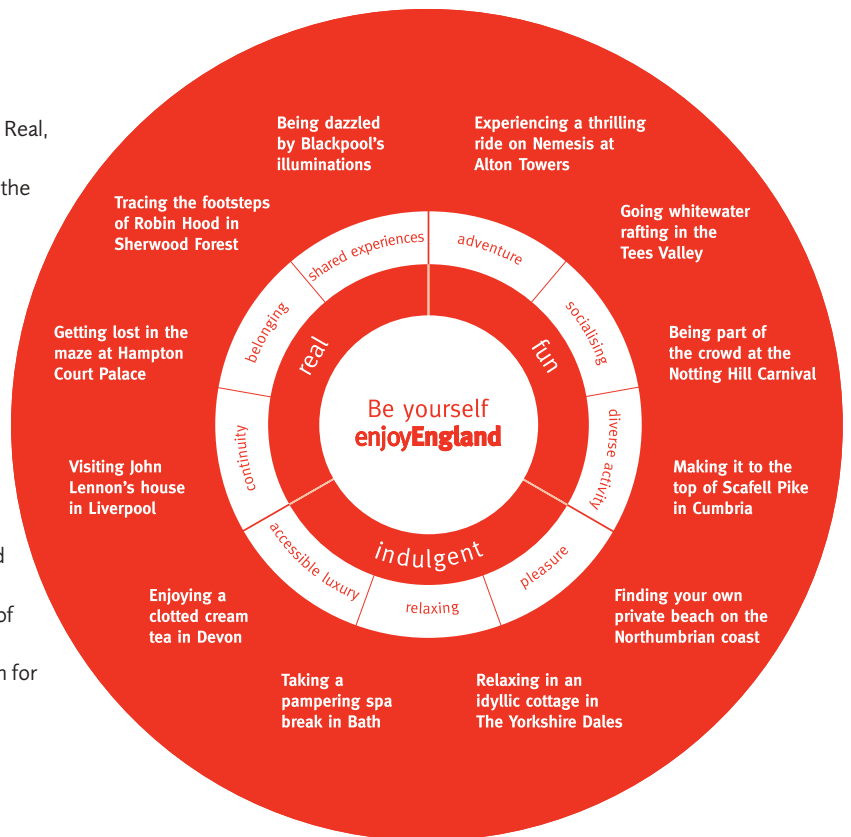 Real,
the
d
of
n for
Being dazzled
by Blackpool's
illuminations
Experiencing a thrilling
ride on Nemesis at
Alton Towers
Tracing the footsteps
of Robin Hood in
Sherwood Forest
Going whitewater
rafting in the
Tees Valley
Getting lost in the
maze at Hampton
Court Palace
Being part of
the crowd at the
Notting Hill Carnival
Visiting John
Lennon's house
in Liverpool
Making it to the
top of Scafell Pike
in Cumbria
Enjoying a
clotted cream
tea in Devon
Finding your own
private beach on the
Northumbrian coast
Taking a
pampering spa
break in Bath
Relaxing in an
idyllic cottage in
The Yorkshire Dales
shared experiences
adventure
belonging
socialising
continuity
diverse activity
accessible luxury
relaxing
pleasure
real
fun
indulgent
Be yourself
enjoyEngland